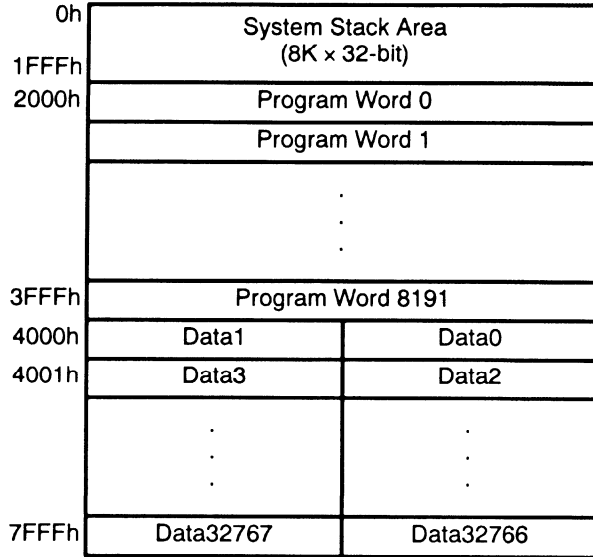 0h
System Stack Area
(8K × 32-bit)
1FFFh
2000h Program Word 0
Program Word 1
.
.
.
3FFFh Program Word 8191
4000h Data1 Data0
4001h Data3 Data2
. .
. .
. .
7FFFh Data32767 Data32766